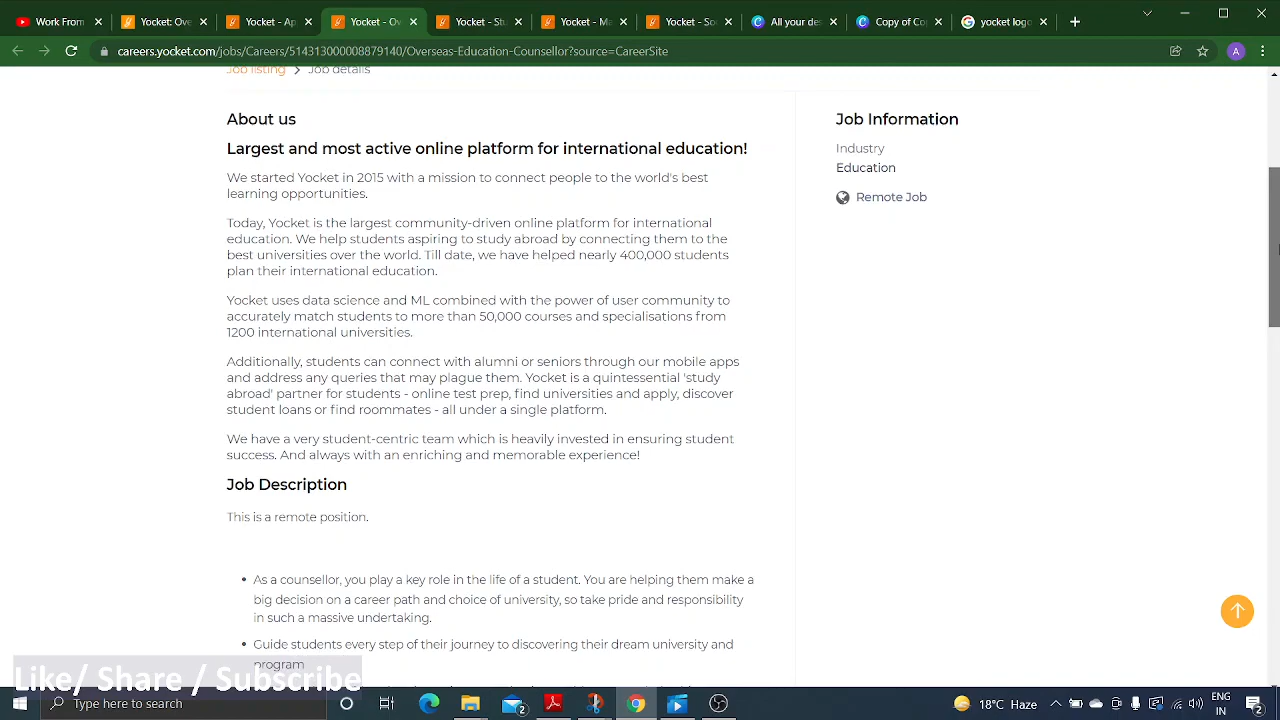 Work Form
Yocket: Ove
Yocket - Ap
Yocket - Ov
Yocket - Stu
Yocket - Ma
Yocket - So
All your des
Copy of Co
yocket logo
careers.yocket.com/jobs/Careers/514313000008879140/Overseas-Education-Counsellor?source=CareerSite
A
Job listing > Job details
About us
Largest and most active online platform for international education!
We started Yocket in 2015 with a mission to connect people to the world's best
learning opportunities.
Today, Yocket is the largest community-driven online platform for international
education. We help students aspiring to study abroad by connecting them to the
best universities over the world. Till date, we have helped nearly 400,000 students
plan their international education.
Yocket uses data science and ML combined with the power of user community to
accurately match students to more than 50,000 courses and specialisations from
1200 international universities.
Additionally, students can connect with alumni or seniors through our mobile apps
and address any queries that may plague them. Yocket is a quintessential 'study
abroad' partner for students - online test prep, find universities and apply, discover
student loans or find roommates - all under a single platform.
We have a very student-centric team which is heavily invested in ensuring student
success. And always with an enriching and memorable experience!
Job Description
This is a remote position.
• As a counsellor, you play a key role in the life of a student. You are helping them make a
big decision on a career path and choice of university, so take pride and responsibility
in such a massive undertaking.
• Guide students every step of their journey to discovering their dream university and
program
Job Information
Industry
Education
Remote Job
Like/ Share / Subscribe
Type here to search
2
18°C Haze
ENG
IN
2